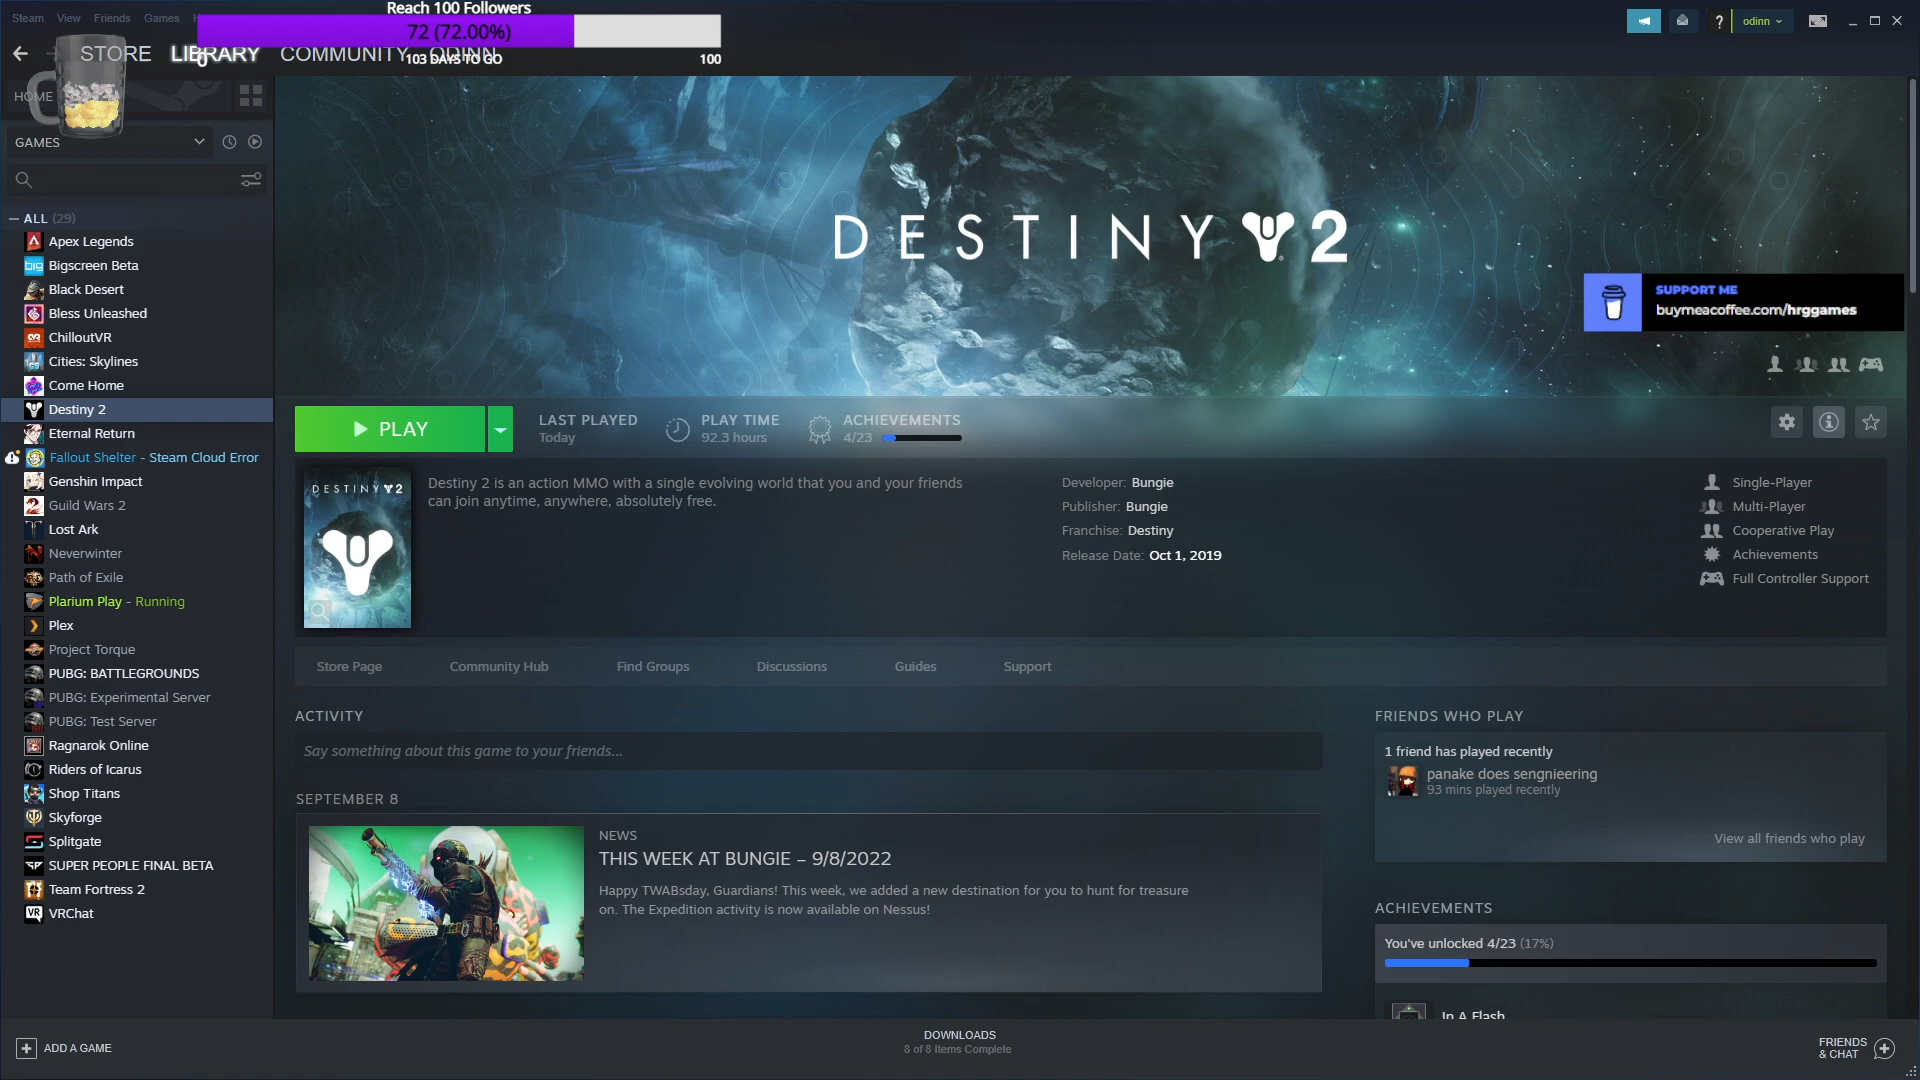 Steam View Friends Games
Reach 100 Followers
72 (72.00%)
0 103 DAYS TO GO 100
STORE LIBRARY COMMUNITY ODINN
? odinn
HOME
GAMES
ALL (29)
Apex Legends
Bigscreen Beta
Black Desert
Bless Unleashed
ChilloutVR
Cities: Skylines
Come Home
Destiny 2
Eternal Return
Fallout Shelter - Steam Cloud Error
Genshin Impact
Guild Wars 2
Lost Ark
Neverwinter
Path of Exile
Plarium Play - Running
Plex
Project Torque
PUBG: BATTLEGROUNDS
PUBG: Experimental Server
PUBG: Test Server
Ragnarok Online
Riders of Icarus
Shop Titans
Skyforge
Splitgate
SUPER PEOPLE FINAL BETA
Team Fortress 2
VRChat
DESTINY 2
SUPPORT ME
buymeacoffee.com/hrggames
PLAY
LAST PLAYED
Today
PLAY TIME
92.3 hours
ACHIEVEMENTS
4/23
DESTINY 2
Destiny 2 is an action MMO with a single evolving world that you and your friends
can join anytime, anywhere, absolutely free.
Developer: Bungie
Publisher: Bungie
Franchise: Destiny
Release Date: Oct 1, 2019
Single-Player
Multi-Player
Cooperative Play
Achievements
Full Controller Support
Store Page Community Hub Find Groups Discussions Guides Support
ACTIVITY
Say something about this game to your friends...
SEPTEMBER 8
NEWS
THIS WEEK AT BUNGIE – 9/8/2022
Happy TWABsday, Guardians! This week, we added a new destination for you to hunt for treasure
on. The Expedition activity is now available on Nessus!
FRIENDS WHO PLAY
1 friend has played recently
panake does sengnieering
93 mins played recently
View all friends who play
ACHIEVEMENTS
You've unlocked 4/23 (17%)
In A Flash
ADD A GAME
DOWNLOADS
8 of 8 Items Complete
FRIENDS
& CHAT